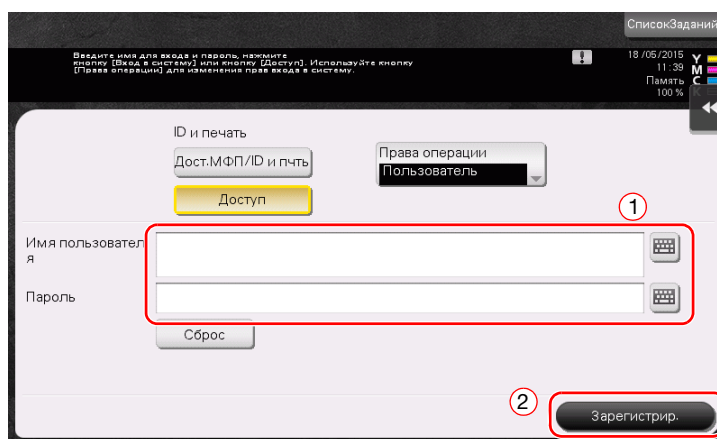 СписокЗаданий
Введите имя для входа и пароль, нажмите
кнопку [Вход в систему] или кнопку [Доступ]. Используйте кнопку
[Права операции] для изменения прав входа в систему.
18/05/2015
11:39
Память
100 %
Y
M
C
K
ID и печать
Дост.МФП/ID и пчть
Доступ
Права операции
Пользователь
1
Имя пользовател
я
Пароль
Сброс
2
Зарегистрир.